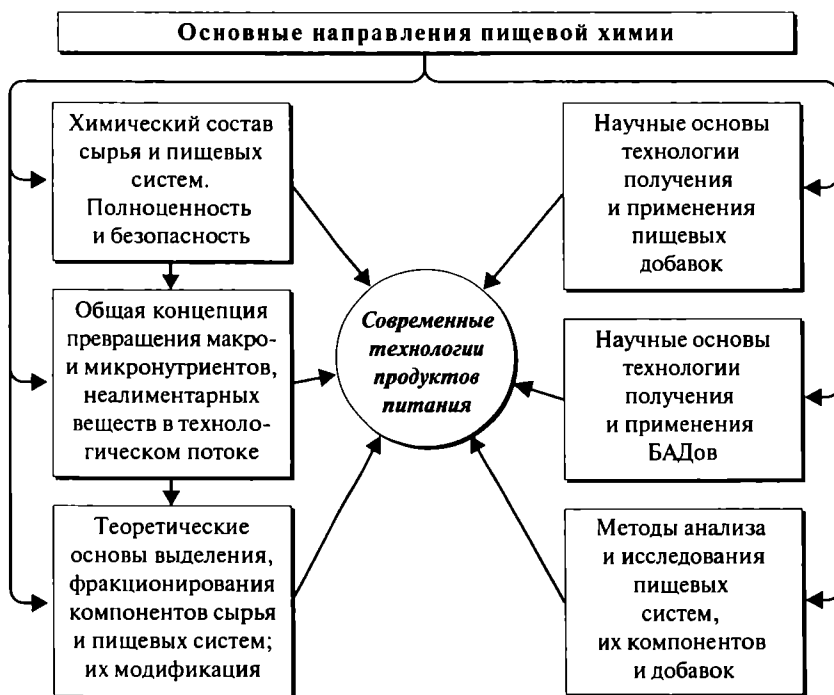 Основные направления пищевой химии
Химический состав
сырья и пищевых
систем.
Полноценность
и безопасность
Общая концепция
превращения макро-
и микронутриентов,
неалиментарных
веществ в техноло-
гическом потоке
Теоретические
основы выделения,
фракционирования
компонентов сырья
и пищевых систем;
их модификация
Современные
технологии
продуктов
питания
Научные основы
технологии
получения
и применения
пищевых
добавок
Научные основы
технологии
получения
и применения
БАДов
Методы анализа
и исследования
пищевых
систем,
их компонентов
и добавок